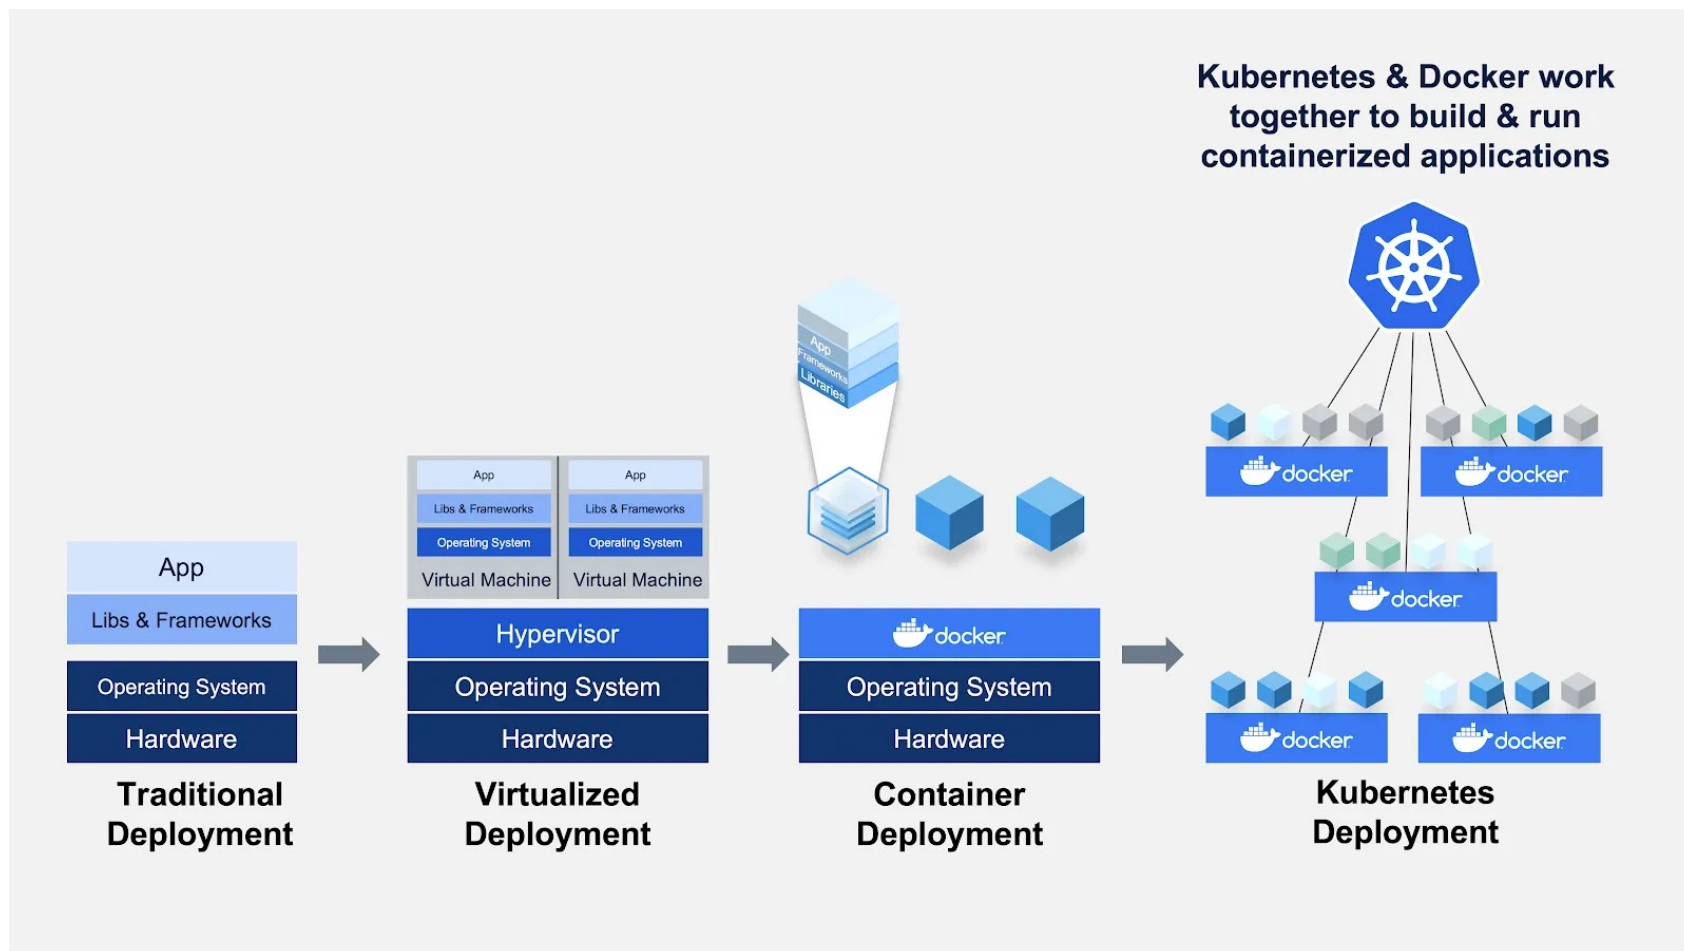 Kubernetes & Docker work
together to build & run
containerized applications
App
Frameworks
Libraries
App
Libs & Frameworks
Operating System
Virtual Machine
App
Libs & Frameworks
Operating System
Virtual Machine
docker
docker
docker
docker
docker
App
Libs & Frameworks
Operating System
Hardware
Hypervisor
Operating System
Hardware
docker
Operating System
Hardware
Traditional
Deployment
Virtualized
Deployment
Container
Deployment
Kubernetes
Deployment